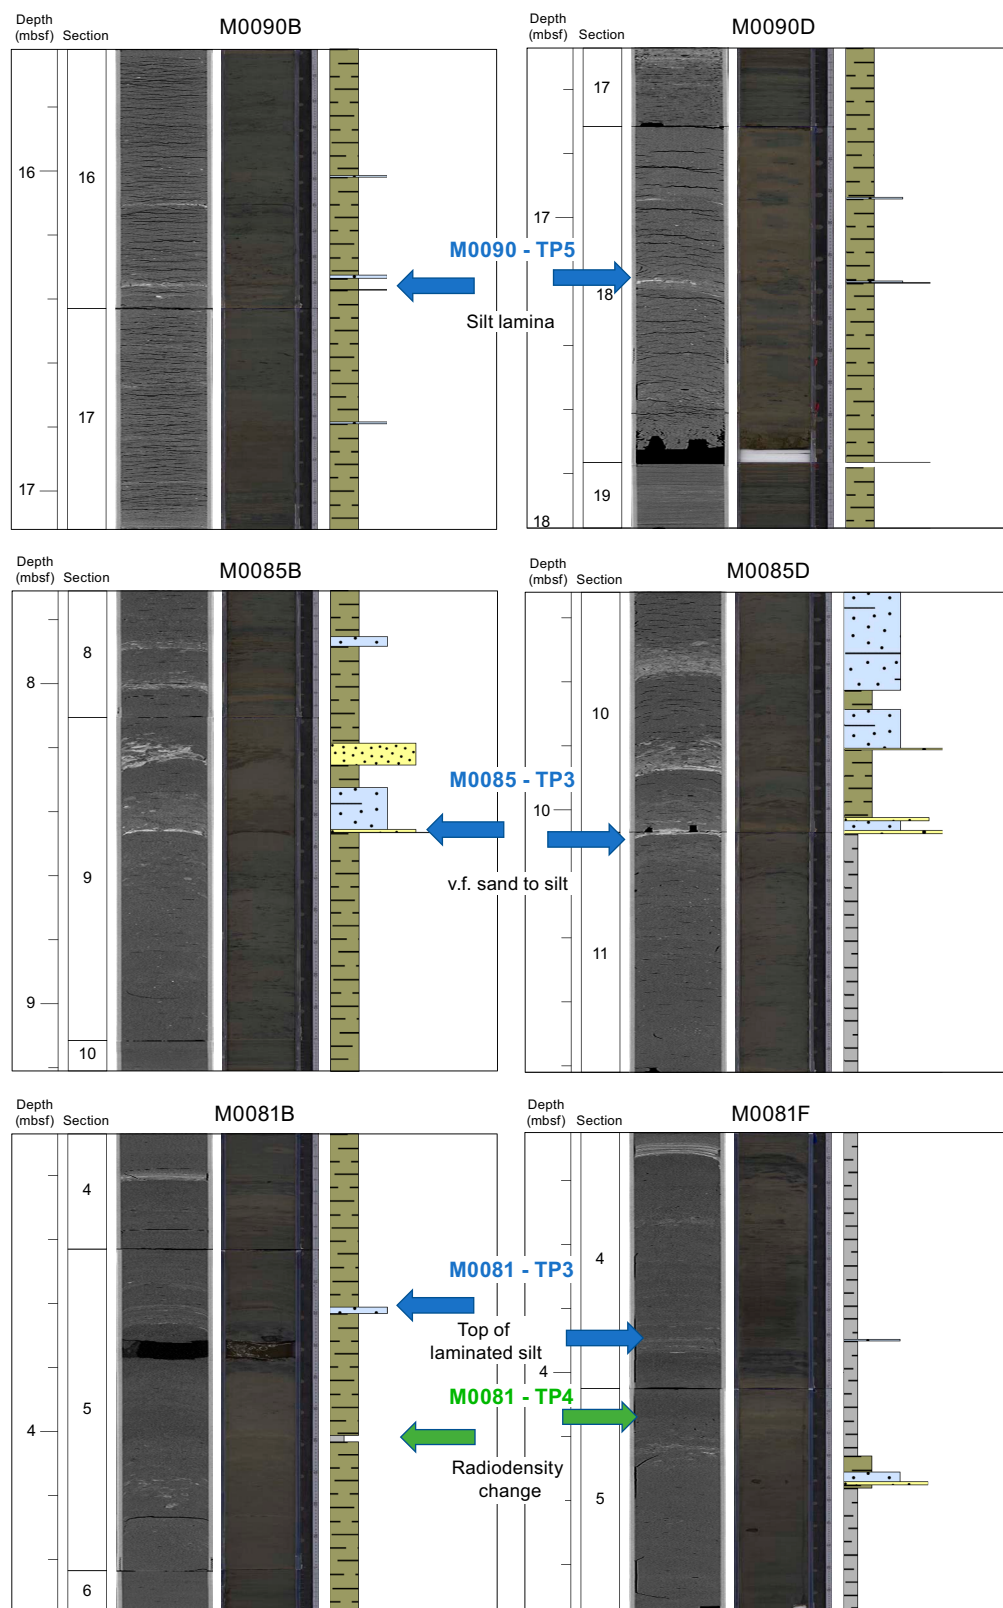 Depth
(mbsf) Section
M0090B
16
17
16
17
Depth
(mbsf) Section
M0090D
17
18
17
18
19
M0090 - TP5
Silt lamina
Depth
(mbsf) Section
M0085B
8
9
8
9
10
Depth
(mbsf) Section
M0085D
10
10
11
M0085 - TP3
v.f. sand to silt
Depth
(mbsf) Section
M0081B
4
4
5
6
Depth
(mbsf) Section
M0081F
4
4
5
M0081 - TP3
Top of
laminated silt
M0081 - TP4
Radiodensity
change